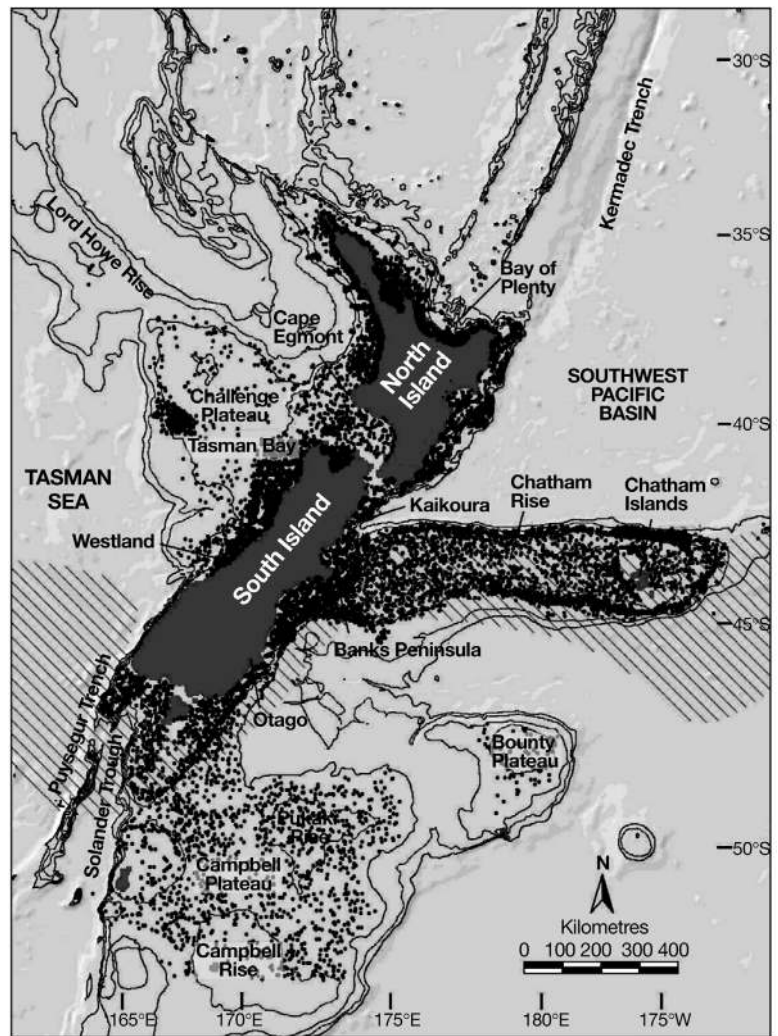 30°S
Kermadec Trench
35°S
Lord Howe Rise
Bay of
Plenty
Cape
Egmont
North
Island
SOUTHWEST
PACIFIC
BASIN
Challenge
Plateau
40°S
Tasman Bay
TASMAN
SEA
Chatham
Rise
Chatham
Islands
Kaikoura
Westland
South Island
45°S
Banks Peninsula
Puysegur Trench
Otago
Solander Trough
Bounty
Plateau
Pukaki
Rise
50°S
Campbell
Plateau
N
Kilometres
0 100 200 300 400
Campbell
Rise
165°E 170°E 175°E 180°E 175°W